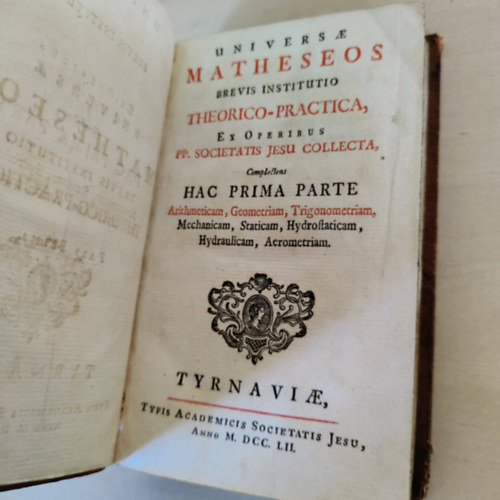 UNIVERSÆ
MATHESEOS
BREVIS INSTITUTIO
THEORICO-PRACTICA,
EX OPERIBUS
PP. SOCIETATIS JESU COLLECTA,
Complectens
HAC PRIMA PARTE
Arithmeticam, Geometriam, Trigonometriam,
Mechanicam, Staticam, Hydrostaticam,
Hydraulicam, Aerometriam.
TYRNAVIÆ,
TYPIS ACADEMICIS SOCIETATIS JESU,
ANNO M. DCC. LII.